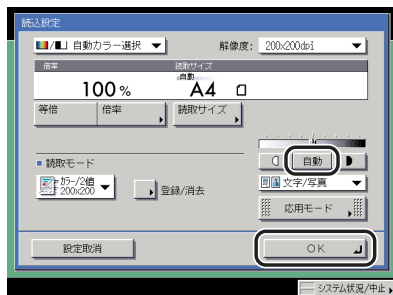 読込設定
自動カラー選択
解像度: 200x200dpi
倍率
読取サイズ
自動
100% A4
等倍
倍率
読取サイズ
読取モード
自動
カラー/2値
200×200
登録/消去
文字/写真
応用モード
設定取消
OK
システム状況/中止